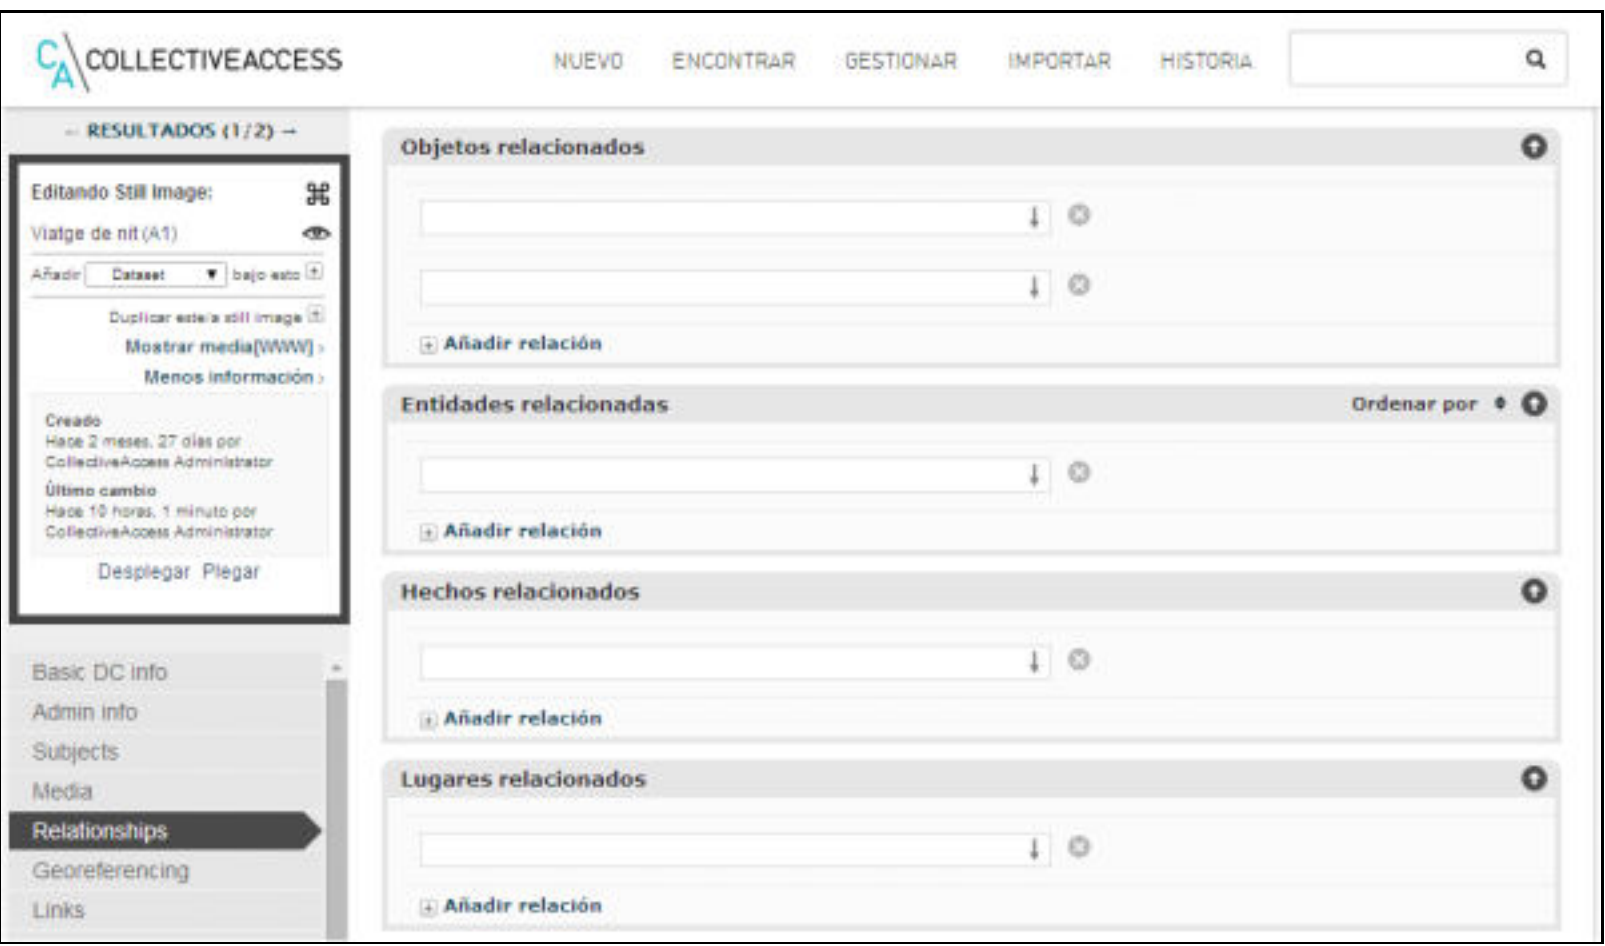 CA COLLECTIVEACCESS
NUEVO ENCONTRAR GESTIONAR IMPORTAR HISTORIA
← RESULTADOS (1/2) →
Editando Still Image:
Viatge de nit (A1)
Añadir Dataset ▼ bajo esto +
Duplicar este/a still image +
Mostrar media[WWW] ›
Menos información ›
Creado
Hace 2 meses, 27 días por
CollectiveAccess Administrator
Último cambio
Hace 10 horas, 1 minuto por
CollectiveAccess Administrator
Desplegar Plegar
Basic DC info
Admin info
Subjects
Media
Relationships
Georeferencing
Links
Objetos relacionados
+ Añadir relación
Entidades relacionadas Ordenar por
+ Añadir relación
Hechos relacionados
+ Añadir relación
Lugares relacionados
+ Añadir relación